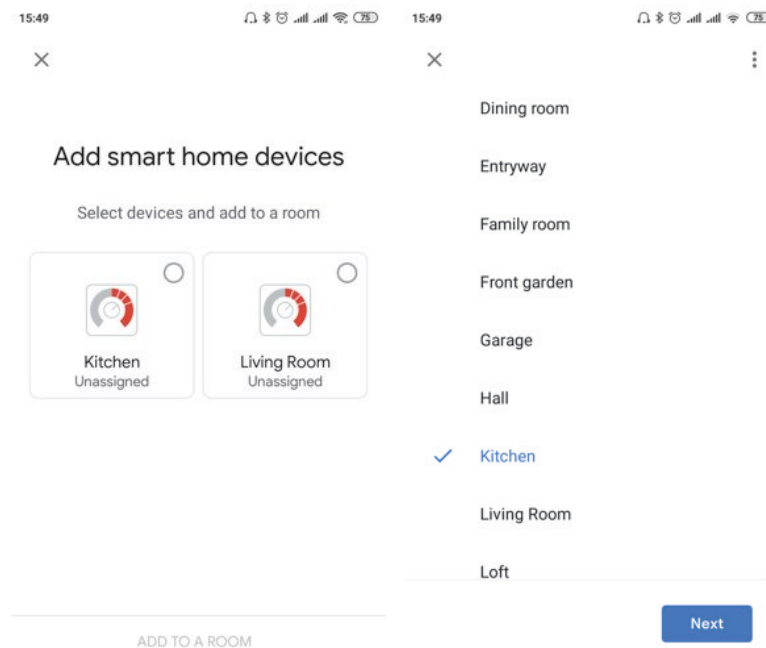 15:49
75
Add smart home devices
Select devices and add to a room
Kitchen
Unassigned
Living Room
Unassigned
ADD TO A ROOM
15:49
75
Dining room
Entryway
Family room
Front garden
Garage
Hall
Kitchen
Living Room
Loft
Next